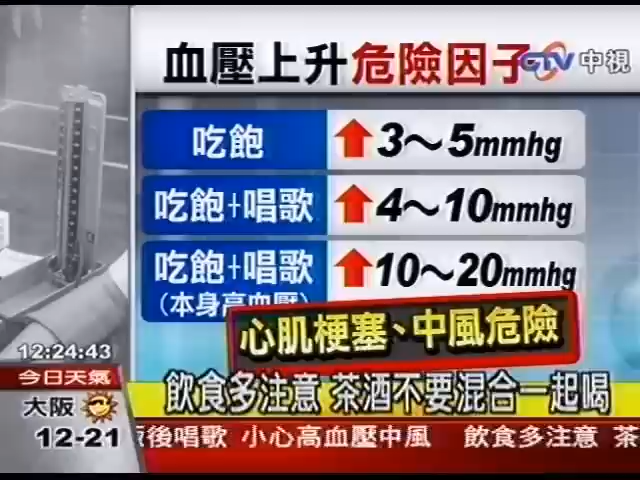 血壓上升危險因子
CTV 中視
吃飽 3～5mmhg
吃飽+唱歌 4～10mmhg
吃飽+唱歌 10～20mmhg
(本身高血壓)
心肌梗塞、中風危險
12:24:43
今日天氣
飲食多注意 茶酒不要混合一起喝
大阪
12-21
飯後唱歌 小心高血壓中風 飲食多注意 茶